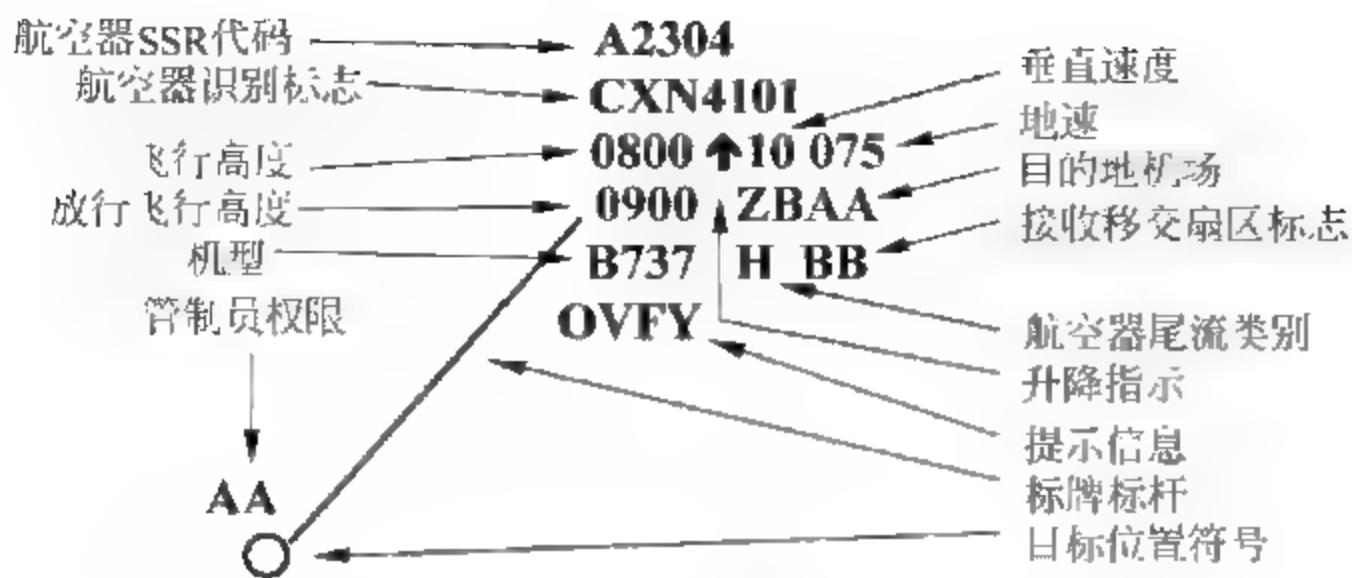 航空器SSR代码
航空器识别标志
飞行高度
放行飞行高度
机型
管制员权限
AA
A2304
CXN4101
0800 ↑10 075
0900 ZBAA
B737 H BB
OVFY
垂直速度
地速
目的地机场
接收移交扇区标志
航空器尾流类别
升降指示
提示信息
标牌标杆
目标位置符号